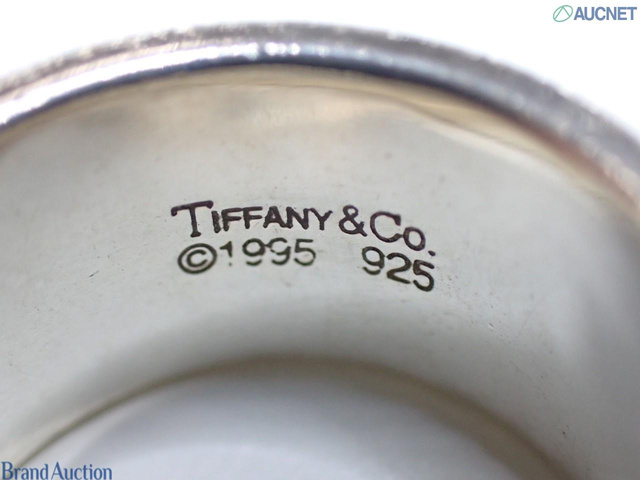 AUCNET
TIFFANY & CO.
©1995 925
Brand Auction